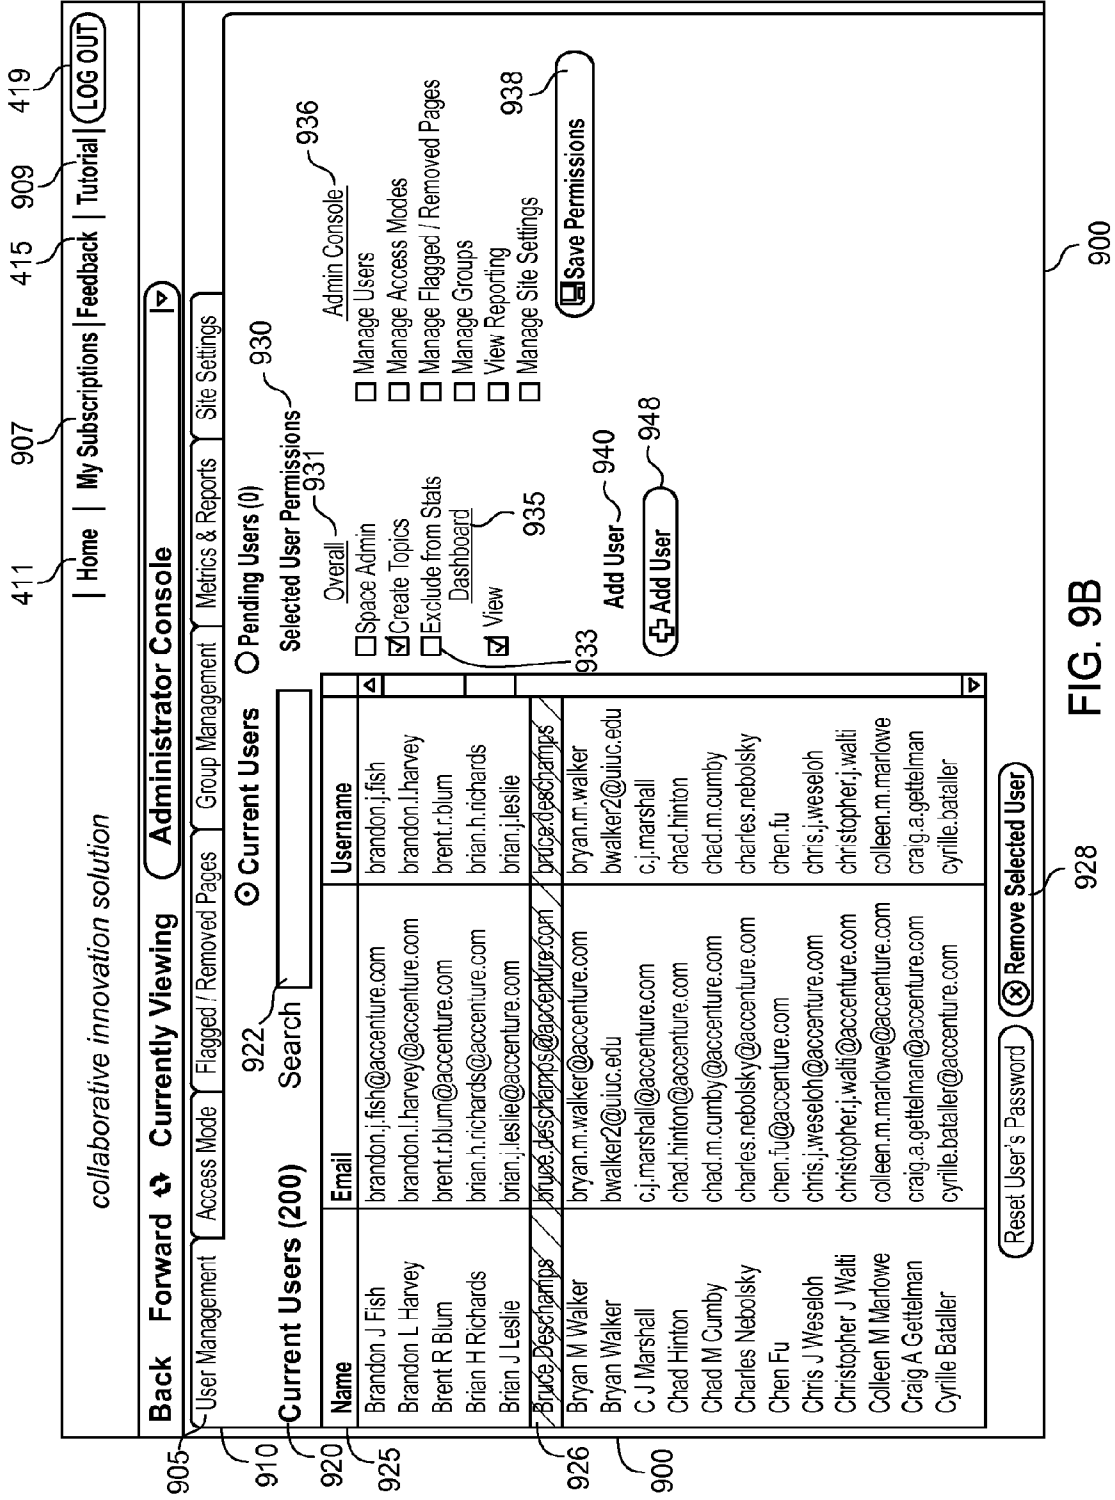 411
907
415
909
419
collaborative innovation solution
| Home | My Subscriptions | Feedback | Tutorial | LOG OUT
Back Forward Currently Viewing Administrator Console
905
User Management Access Mode Flagged / Removed Pages Group Management Metrics & Reports Site Settings
910
922
Current Users Pending Users (0)
920
Current Users (200) Search
Selected User Permissions
930
925
Name Email Username
Brandon J Fish brandon.j.fish@accenture.com brandon.j.fish
Brandon L Harvey brandon.l.harvey@accenture.com brandon.l.harvey
Brent R Blum brent.r.blum@accenture.com brent.r.blum
Brian H Richards brian.h.richards@accenture.com brian.h.richards
Brian J Leslie brian.j.leslie@accenture.com brian.j.leslie
926
Bruce Deschamps bruce.deschamps@accenture.com bruce.deschamps
Bryan M Walker bryan.m.walker@accenture.com bryan.m.walker
Bryan Walker bwalker2@uiuc.edu bwalker2@uiuc.edu
C J Marshall c.j.marshall@accenture.com c.j.marshall
Chad Hinton chad.hinton@accenture.com chad.hinton
Chad M Cumby chad.m.cumby@accenture.com chad.m.cumby
Charles Nebolsky charles.nebolsky@accenture.com charles.nebolsky
Chen Fu chen.fu@accenture.com chen.fu
Chris J Weseloh chris.j.weseloh@accenture.com chris.j.weseloh
Christopher J Walti christopher.j.walti@accenture.com christopher.j.walti
Colleen M Marlowe colleen.m.marlowe@accenture.com colleen.m.marlowe
Craig A Gettelman craig.a.gettelman@accenture.com craig.a.gettelman
Cyrille Bataller cyrille.bataller@accenture.com cyrille.bataller
900
Reset User's Password Remove Selected User
928
931
Overall
Space Admin
Create Topics
Exclude from Stats
933
Dashboard
935
View
Admin Console
936
Manage Users
Manage Access Modes
Manage Flagged / Removed Pages
Manage Groups
View Reporting
Manage Site Settings
Save Permissions
938
Add User
940
Add User
948
900
FIG. 9B